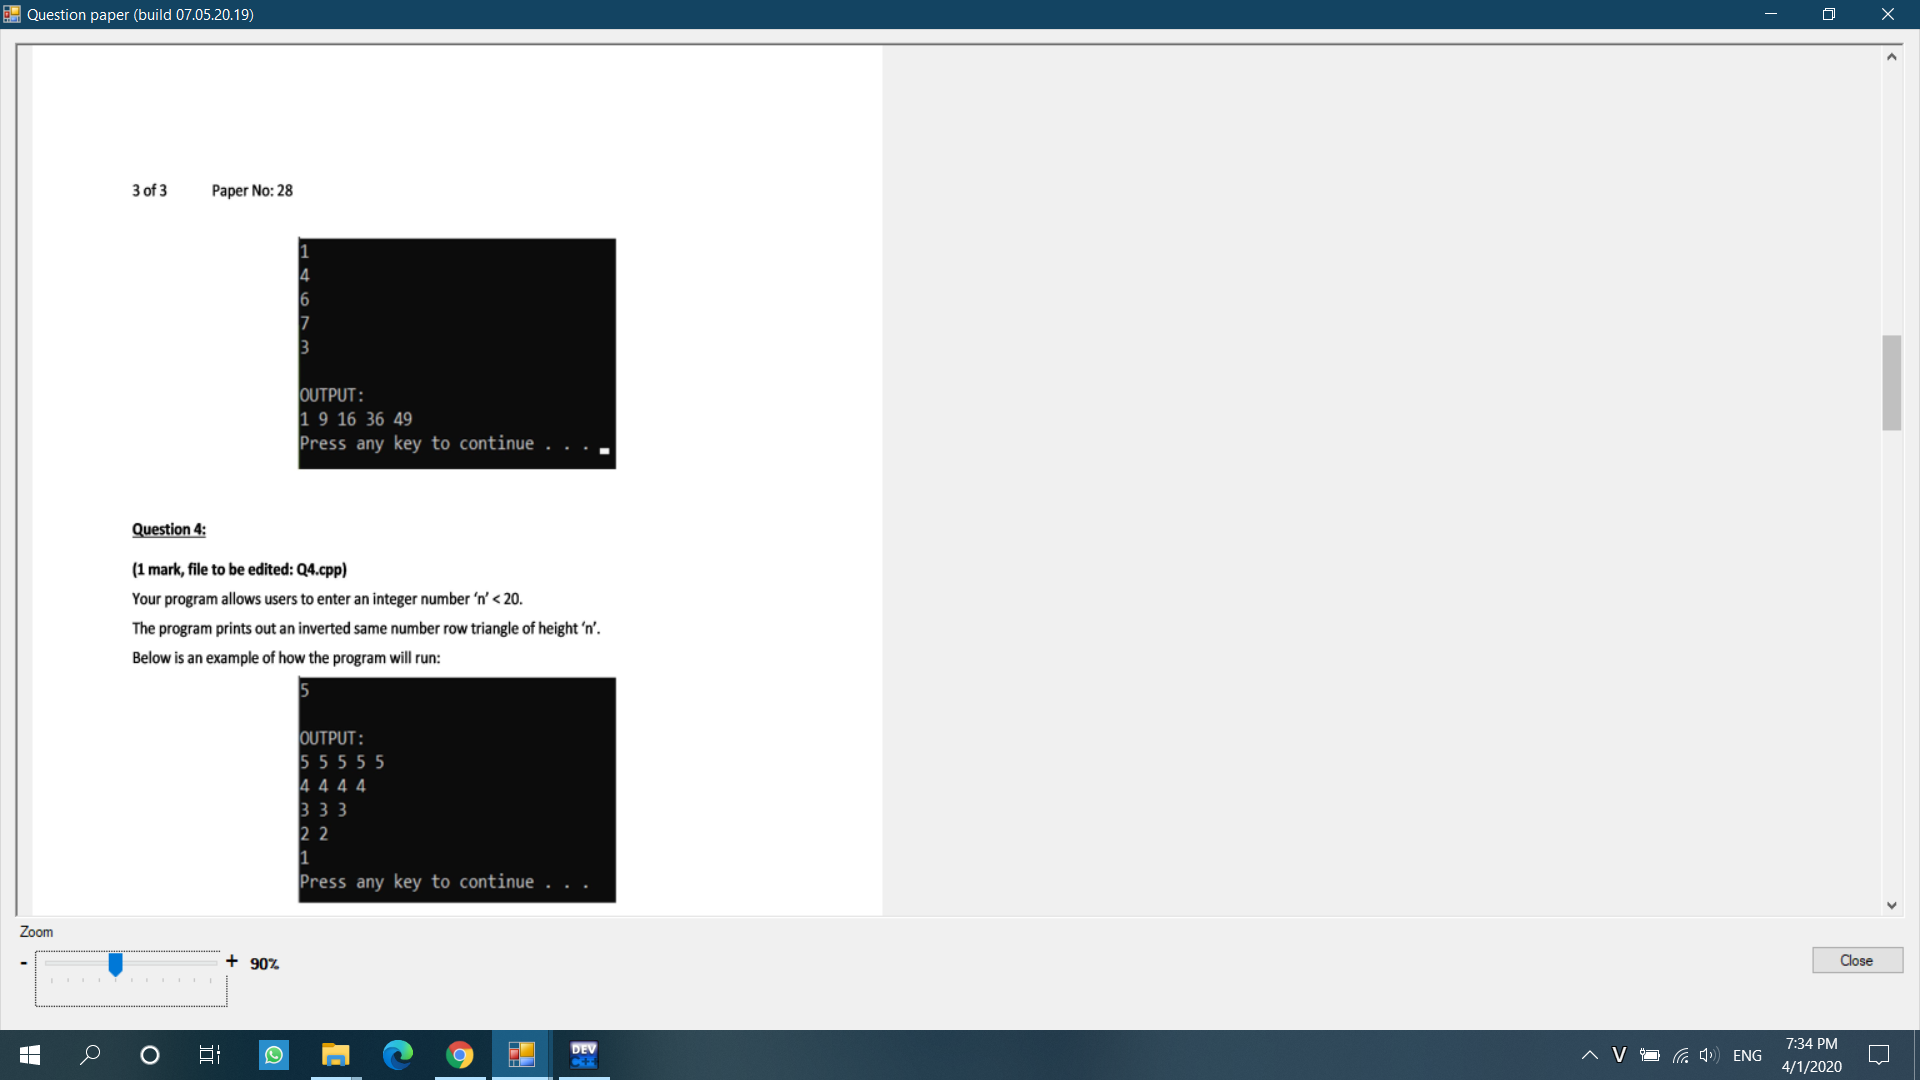 Question paper (build 07.05.20.19)
3 of 3 Paper No: 28
1
4
6
7
3
OUTPUT:
1 9 16 36 49
Press any key to continue . . .
Question 4:
(1 mark, file to be edited: Q4.cpp)
Your program allows users to enter an integer number ‘n’ < 20.
The program prints out an inverted same number row triangle of height ‘n’.
Below is an example of how the program will run:
5
OUTPUT:
5 5 5 5 5
4 4 4 4
3 3 3
2 2
1
Press any key to continue . . .
Zoom
- + 90%
Close
DEV
C++
V ENG
7:34 PM
4/1/2020